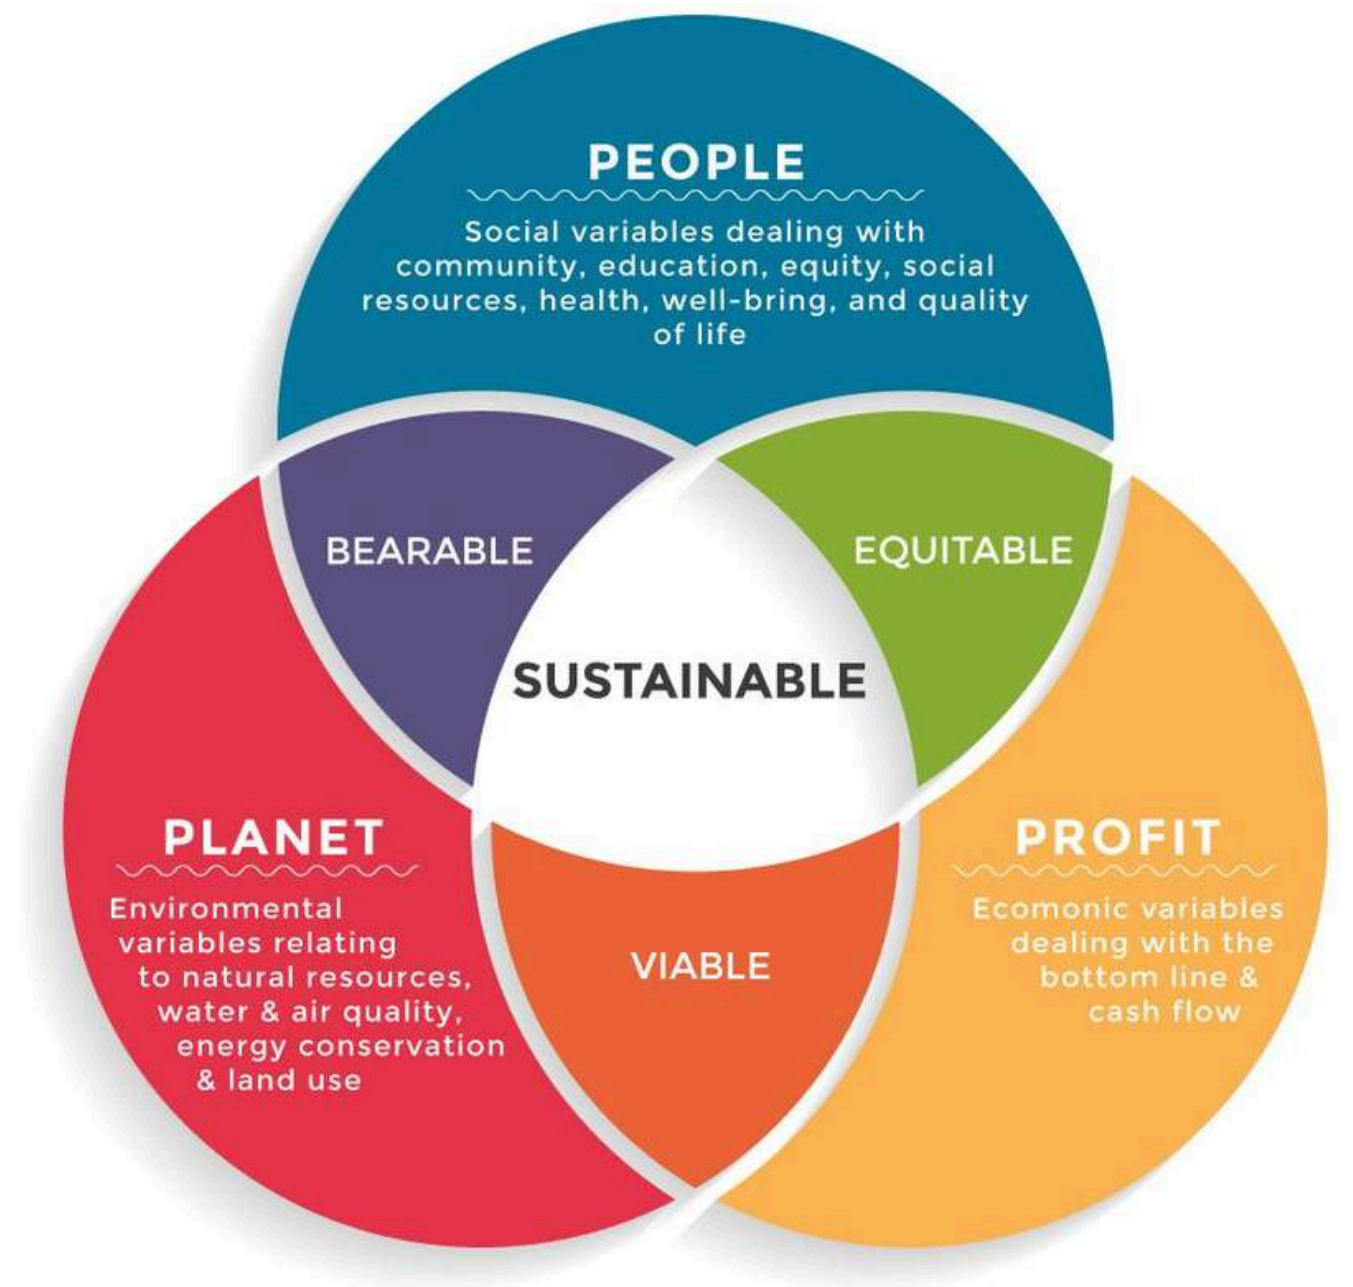 PEOPLE
Social variables dealing with
community, education, equity, social
resources, health, well-bring, and quality
of life
BEARABLE
EQUITABLE
SUSTAINABLE
PLANET
Environmental
variables relating
to natural resources,
water & air quality,
energy conservation
& land use
PROFIT
Ecomonic variables
dealing with the
bottom line &
cash flow
VIABLE